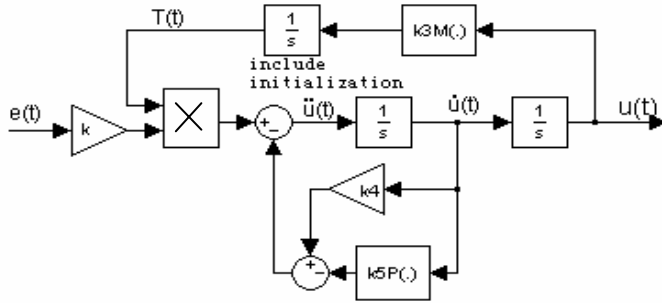 T(t)
1
s
k3M(.)
include
initialization
e(t)
k
+
-
ü(t)
1
s
u̇(t)
1
s
u(t)
k4
+
-
k5P(.)